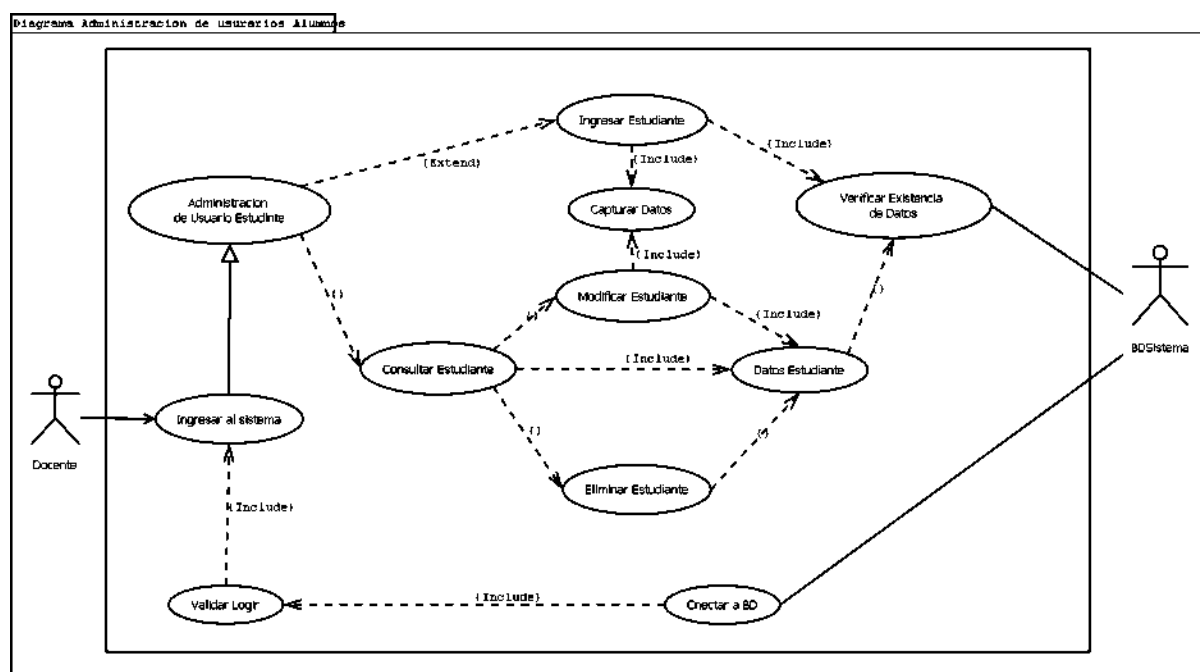 Diagrama Administracion de usurarios Alumnos
Ingresar Estudiante
{Include}
{Extend}
{Include}
Administracion
de Usuario Estudinte
Capturar Datos
Verificar Existencia
de Datos
{Include}
{}
Modificar Estudiante
{}
{Include}
BDSistema
{Include}
Consultar Estudiante
Datos Estudiante
Ingresar al sistema
{}
Docente
Eliminar Estudiante
{Include}
{Include}
Validar Login
Cnectar a BD